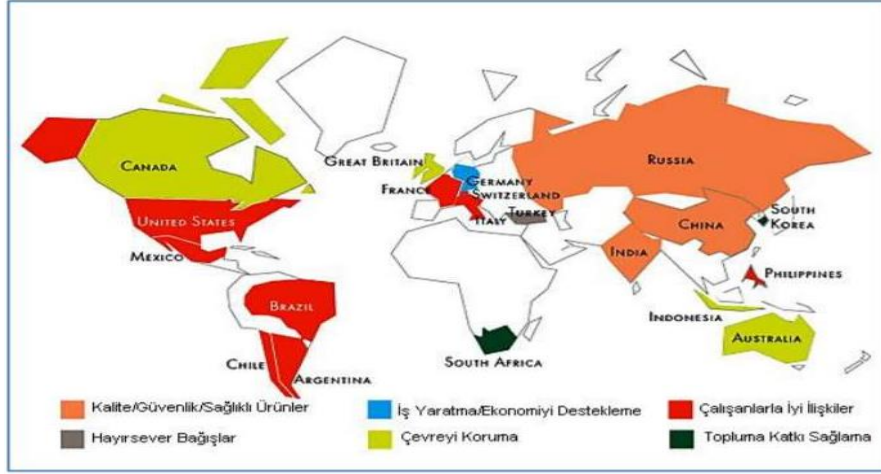 CANADA
GREAT BRITAIN
RUSSIA
FRANCE
GERMANY
SWITZERLAND
UNITED STATES
ITALY
TURKEY
CHINA
SOUTH
KOREA
MEXICO
INDIA
PHILIPPINES
BRAZIL
INDONESIA
AUSTRALIA
CHILE
ARGENTINA
SOUTH AFRICA
Kalite/Güvenlik/Sağlıklı Ürünler
İş Yaratma/Ekonomiyi Destekleme
Çalışanlarla İyi İlişkiler
Hayırsever Bağışlar
Çevreyi Koruma
Topluma Katkı Sağlama